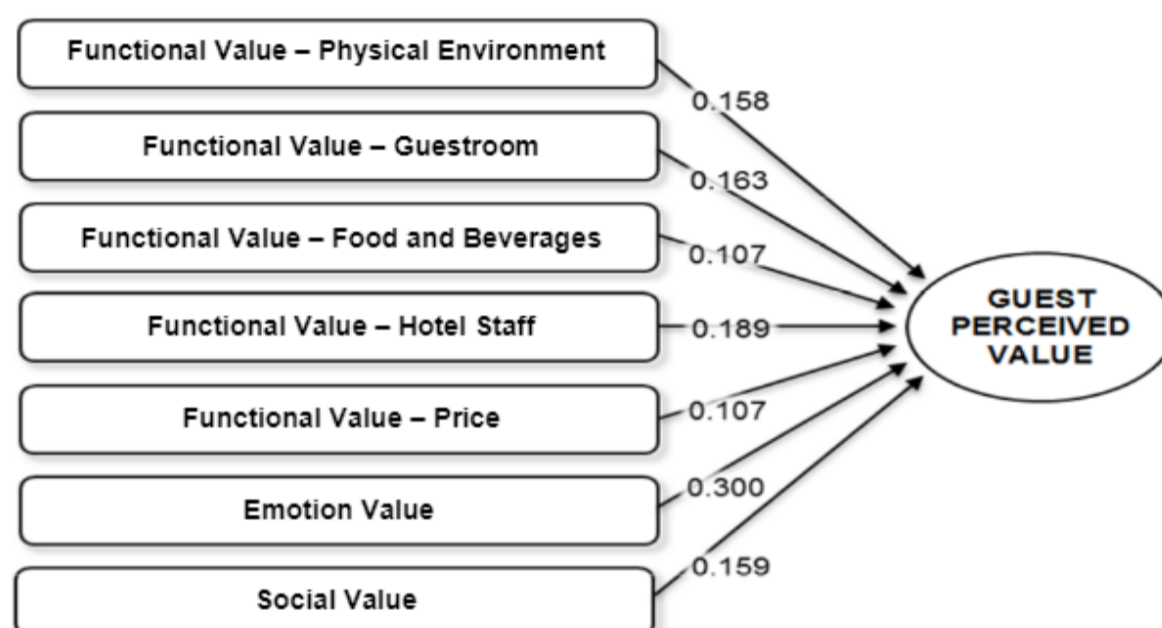 Functional Value – Physical Environment
0.158
Functional Value – Guestroom
0.163
Functional Value – Food and Beverages
0.107
Functional Value – Hotel Staff
0.189
GUEST
PERCEIVED
VALUE
Functional Value – Price
0.107
Emotion Value
0.300
Social Value
0.159